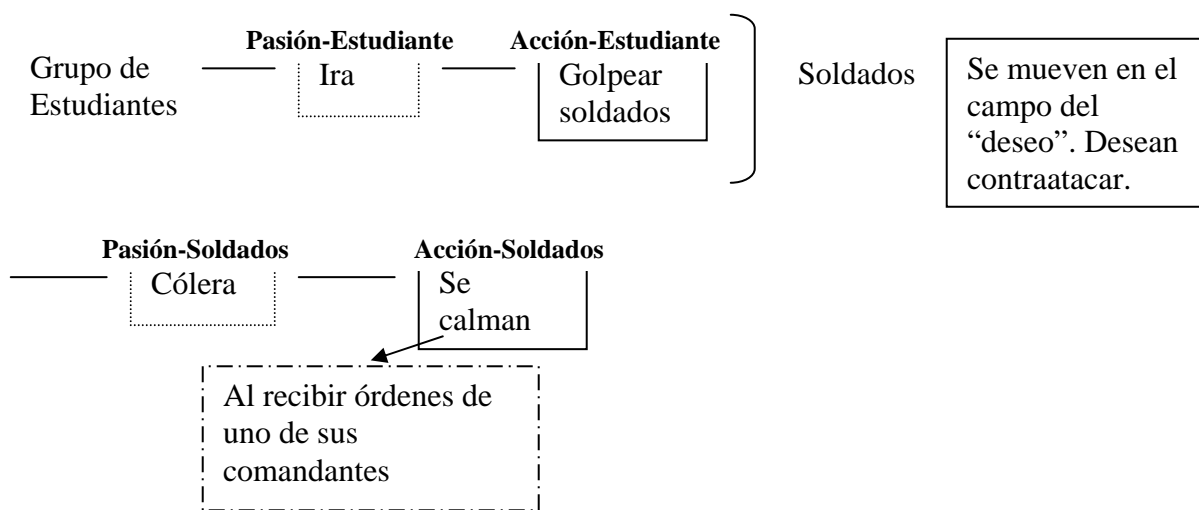 Pasión-Estudiante
Acción-Estudiante
Grupo de
Estudiantes
Ira
Golpear
soldados
Soldados
Se mueven en el
campo del
“deseo”. Desean
contraatacar.
Pasión-Soldados
Acción-Soldados
Cólera
Se
calman
Al recibir órdenes de
uno de sus
comandantes